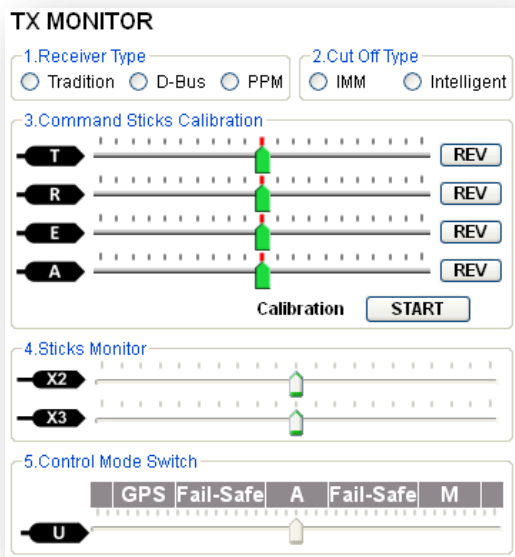 TX MONITOR
1.Receiver Type
Tradition D-Bus PPM
2.Cut Off Type
IMM Intelligent
3.Command Sticks Calibration
T REV
R REV
E REV
A REV
Calibration START
4.Sticks Monitor
X2
X3
5.Control Mode Switch
GPS Fail-Safe A Fail-Safe M
U